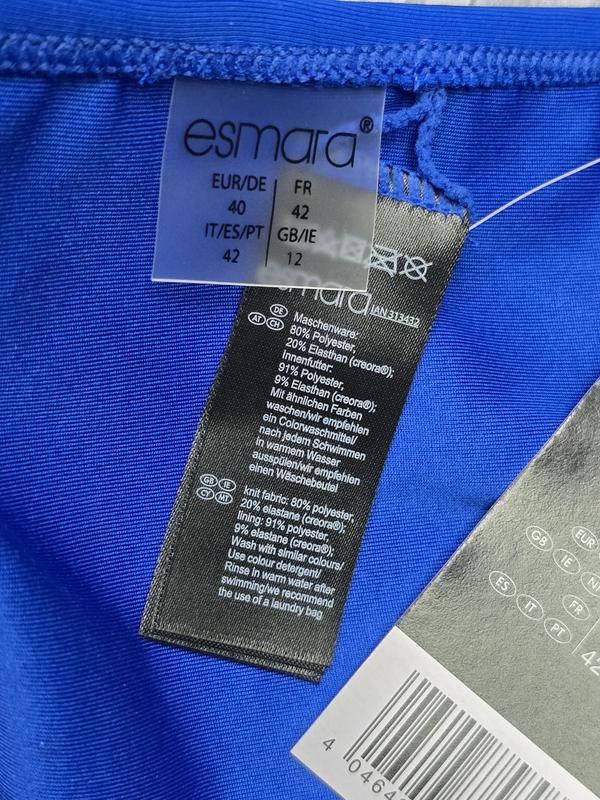 esmara®
EUR/DE FR
40 42
IT/ES/PT GB/IE
42 12
esmara IAN 313432
DE AT CH Maschenware:
80% Polyester,
20% Elasthan (creora®);
Innenfutter:
91% Polyester,
9% Elasthan (creora®);
Mit ähnlichen Farben
waschen/wir empfehlen
ein Colorwaschmittel/
nach jedem Schwimmen
In warmem Wasser
ausspülen/wir empfehlen
einen Wäschebeutel
GB IE CY MT knit fabric: 80% polyester,
20% elastane (creora®);
lining: 91% polyester,
9% elastane (creora®);
Wash with similar colours/
Use colour detergent/
Rinse in warm water after
swimming/we recommend
the use of a laundry bag
EUR
GB IE
FR
ES IT PT
42
4 0464